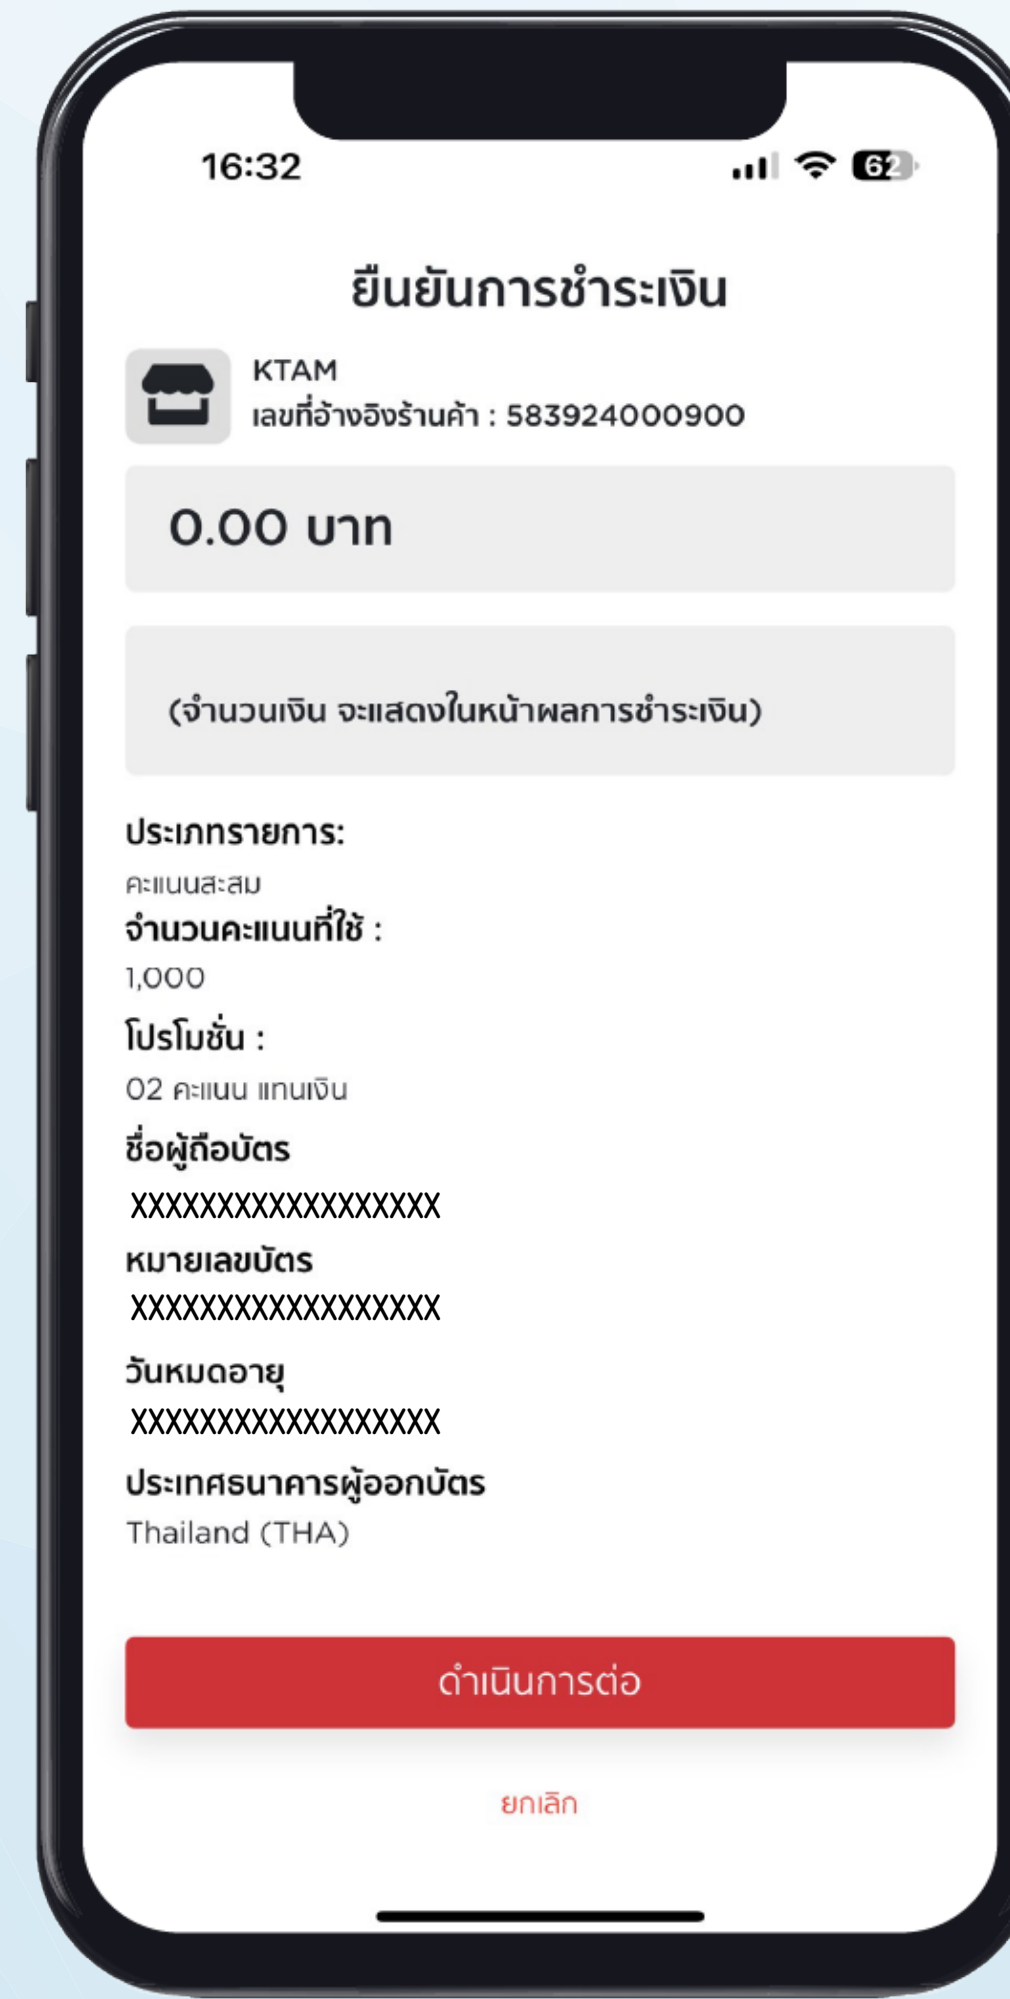 16:32
62
ยืนยันการชำระเงิน
KTAM
เลขที่อ้างอิงร้านค้า : 583924000900
0.00 บาท
(จำนวนเงิน จะแสดงในหน้าผลการชำระเงิน)
ประเภทรายการ:
คะแนนสะสม
จำนวนคะแนนที่ใช้ :
1,000
โปรโมชั่น :
02 คะแนน แทนเงิน
ชื่อผู้ถือบัตร
XXXXXXXXXXXXXXXXXX
หมายเลขบัตร
XXXXXXXXXXXXXXXXXX
วันหมดอายุ
XXXXXXXXXXXXXXXXXX
ประเทศธนาคารผู้ออกบัตร
Thailand (THA)
ดำเนินการต่อ
ยกเลิก